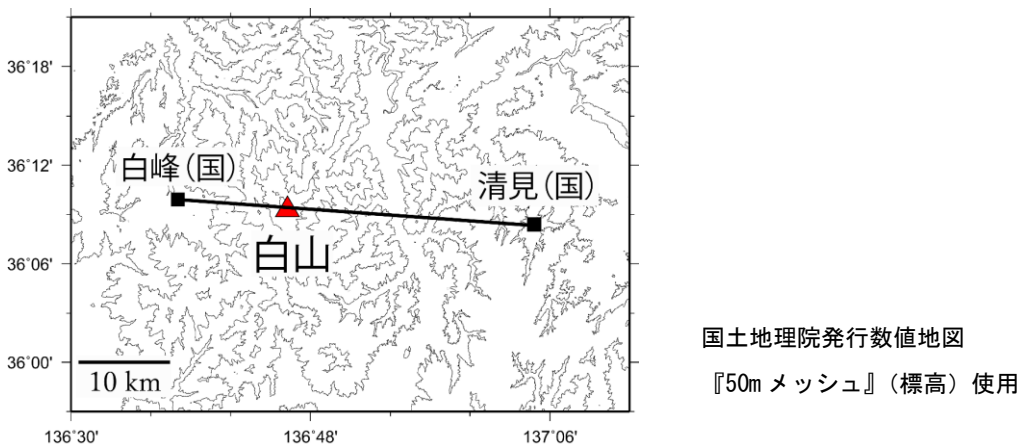 36°18'
36°12'
36°06'
36°00'
白峰(国)
清見(国)
白山
10 km
136°30'
136°48'
137°06'
国土地理院発行数値地図
『50m メッシュ』(標高)使用